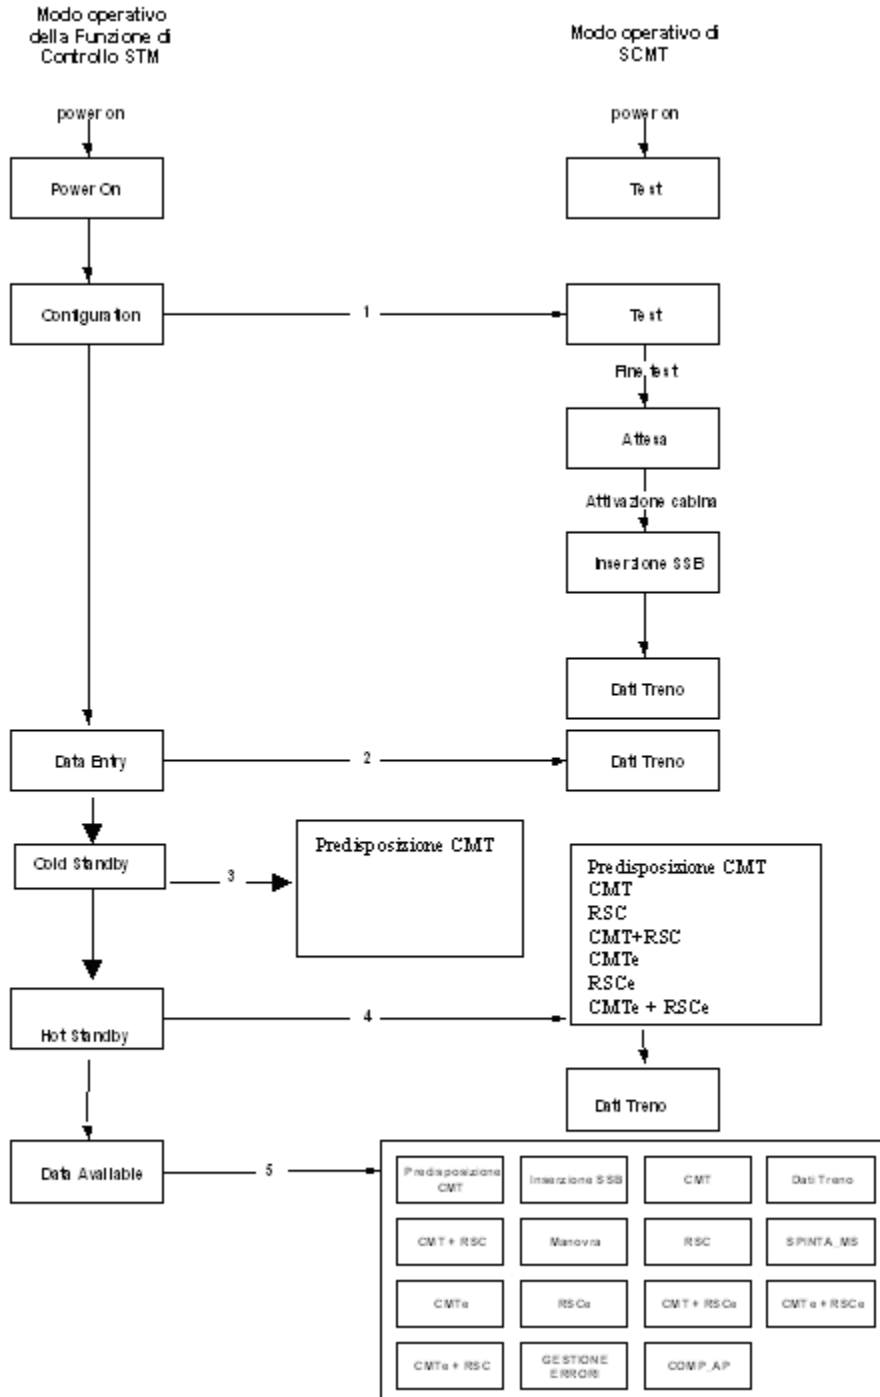 Modo operativo
della Funzione di
Controllo STM
Modo operativo di
SCMT
power on
power on
Power On
Test
Configuration
1
Test
Fine test
Attesa
Attivazione cabina
Inserzione SSB
Dati Treno
Data Entry
2
Dati Treno
Cold Standby
3
Predisposizione CMT
Predisposizione CMT
CMT
RSC
CMT+RSC
CMTe
RSCe
CMTe + RSCe
Hot Standby
4
Dati Treno
Data Available
5
Predisposizione
CMT
Inserzione SSB
CMT
Dati Treno
CMT + RSC
Manovra
RSC
SPINTA_MS
CMTe
RSCe
CMT + RSCe
CMTe + RSCe
CMTe + RSC
GESTIONE
ERRORI
COMP_AP